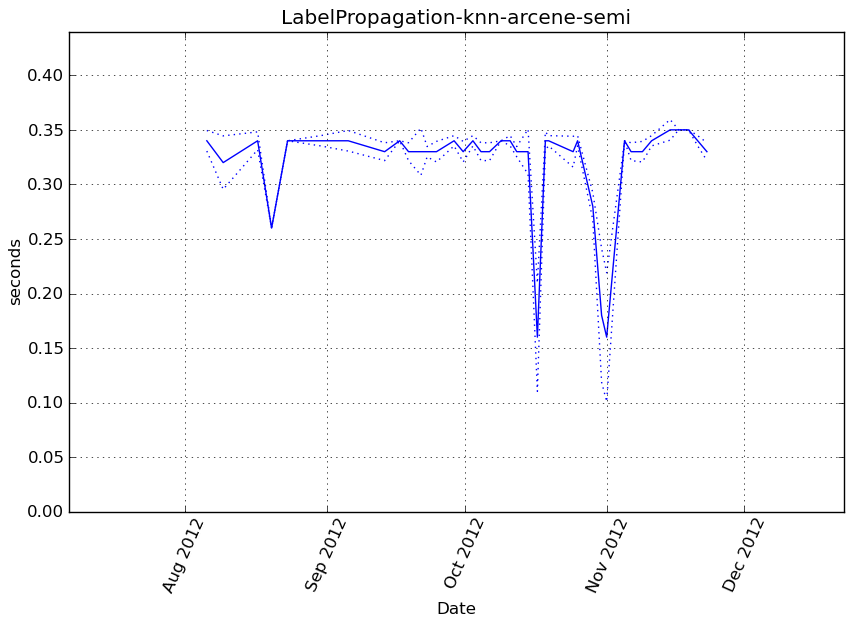 LabelPropagation-knn-arcene-semi
0.40
0.35
0.30
0.25
0.20
0.15
0.10
0.05
0.00
seconds
Aug 2012
Sep 2012
Oct 2012
Nov 2012
Dec 2012
Date